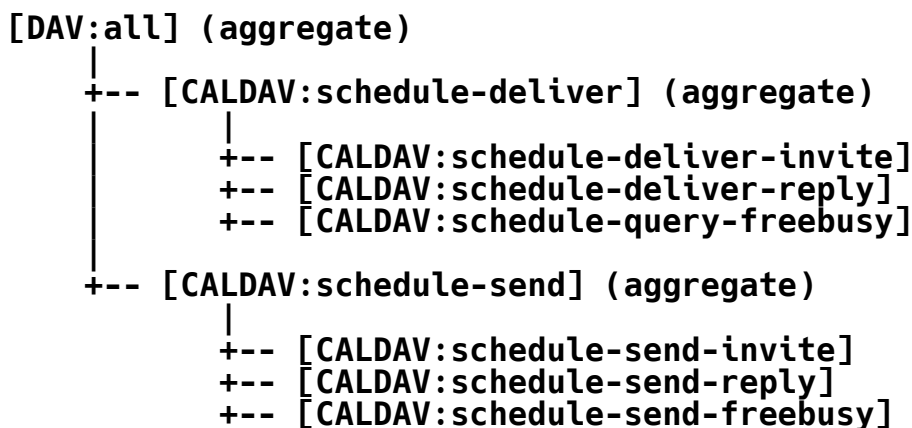 [DAV:all] (aggregate)
|
+-- [CALDAV:schedule-deliver] (aggregate)
| |
| +-- [CALDAV:schedule-deliver-invite]
| +-- [CALDAV:schedule-deliver-reply]
| +-- [CALDAV:schedule-query-freebusy]
|
+-- [CALDAV:schedule-send] (aggregate)
|
+-- [CALDAV:schedule-send-invite]
+-- [CALDAV:schedule-send-reply]
+-- [CALDAV:schedule-send-freebusy]